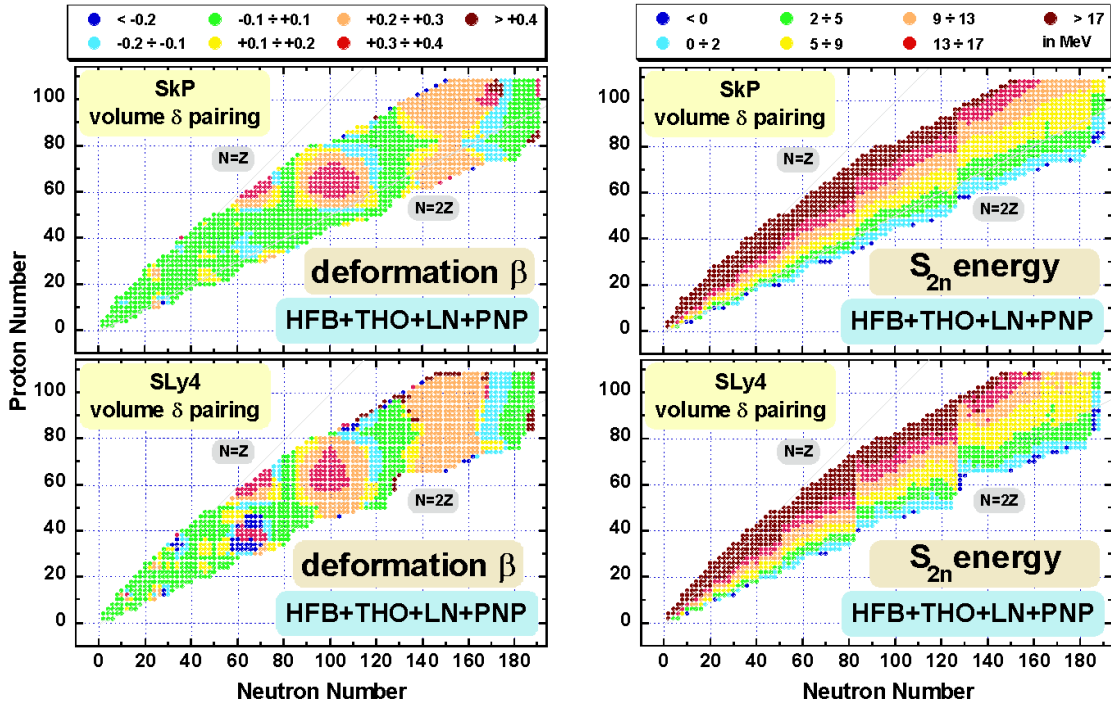 < -0.2
-0.1 ÷ +0.1
+0.2 ÷ +0.3
> +0.4
-0.2 ÷ -0.1
+0.1 ÷ +0.2
+0.3 ÷ +0.4
< 0
2 ÷ 5
9 ÷ 13
> 17
0 ÷ 2
5 ÷ 9
13 ÷ 17
in MeV
Proton Number
100
80
60
40
20
0
SkP
volume δ pairing
N=Z
N=2Z
deformation β
HFB+THO+LN+PNP
100
80
60
40
20
0
SkP
volume δ pairing
N=Z
N=2Z
S2n energy
HFB+THO+LN+PNP
100
80
60
40
20
0
SLy4
volume δ pairing
N=Z
N=2Z
deformation β
HFB+THO+LN+PNP
0 20 40 60 80 100 120 140 160 180
Neutron Number
100
80
60
40
20
0
SLy4
volume δ pairing
N=Z
N=2Z
S2n energy
HFB+THO+LN+PNP
0 20 40 60 80 100 120 140 160 180
Neutron Number